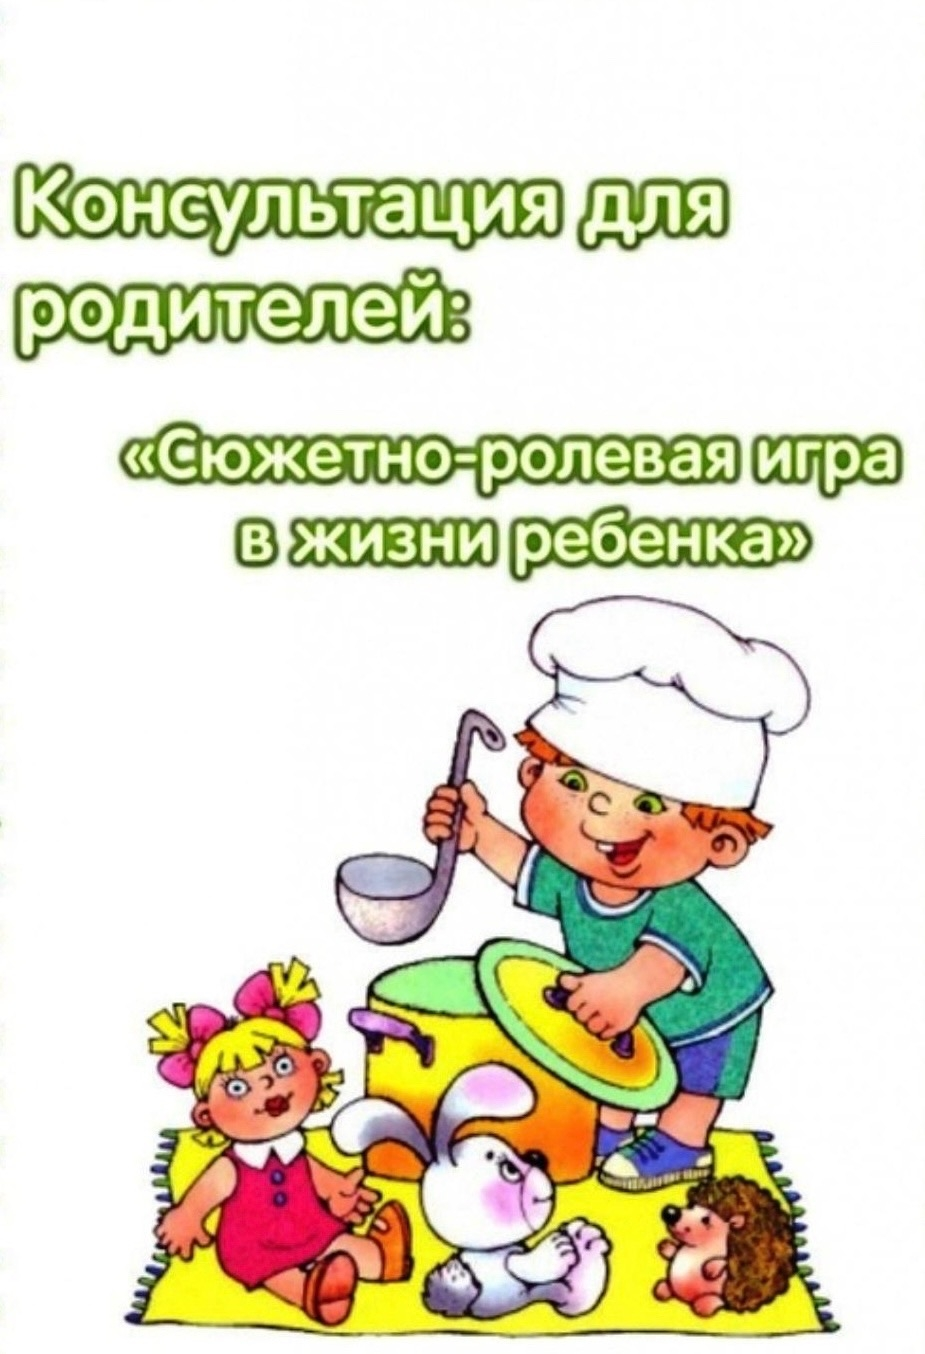 Консультация для
родителей:
«Сюжетно-ролевая игра
в жизни ребенка»